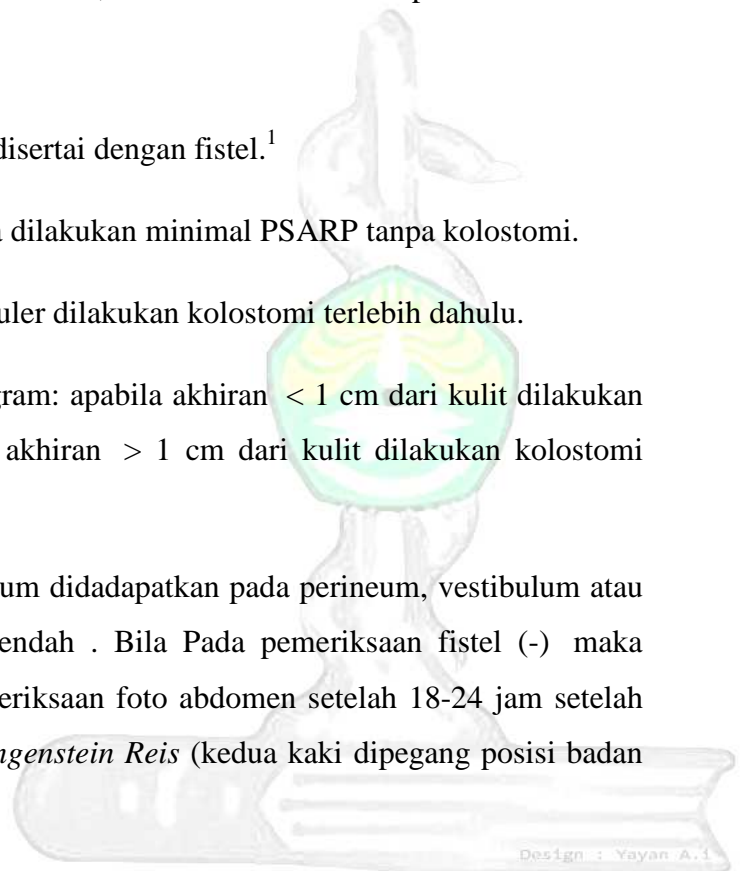 disertai dengan fistel.1
dilakukan minimal PSARP tanpa kolostomi.
uler dilakukan kolostomi terlebih dahulu.
gram: apabila akhiran < 1 cm dari kulit dilakukan
akhiran > 1 cm dari kulit dilakukan kolostomi
um didadapatkan pada perineum, vestibulum atau
endah . Bila Pada pemeriksaan fistel (-) maka
eriksaan foto abdomen setelah 18-24 jam setelah
ngenstein Reis (kedua kaki dipegang posisi badan
Design : Yayan A.i